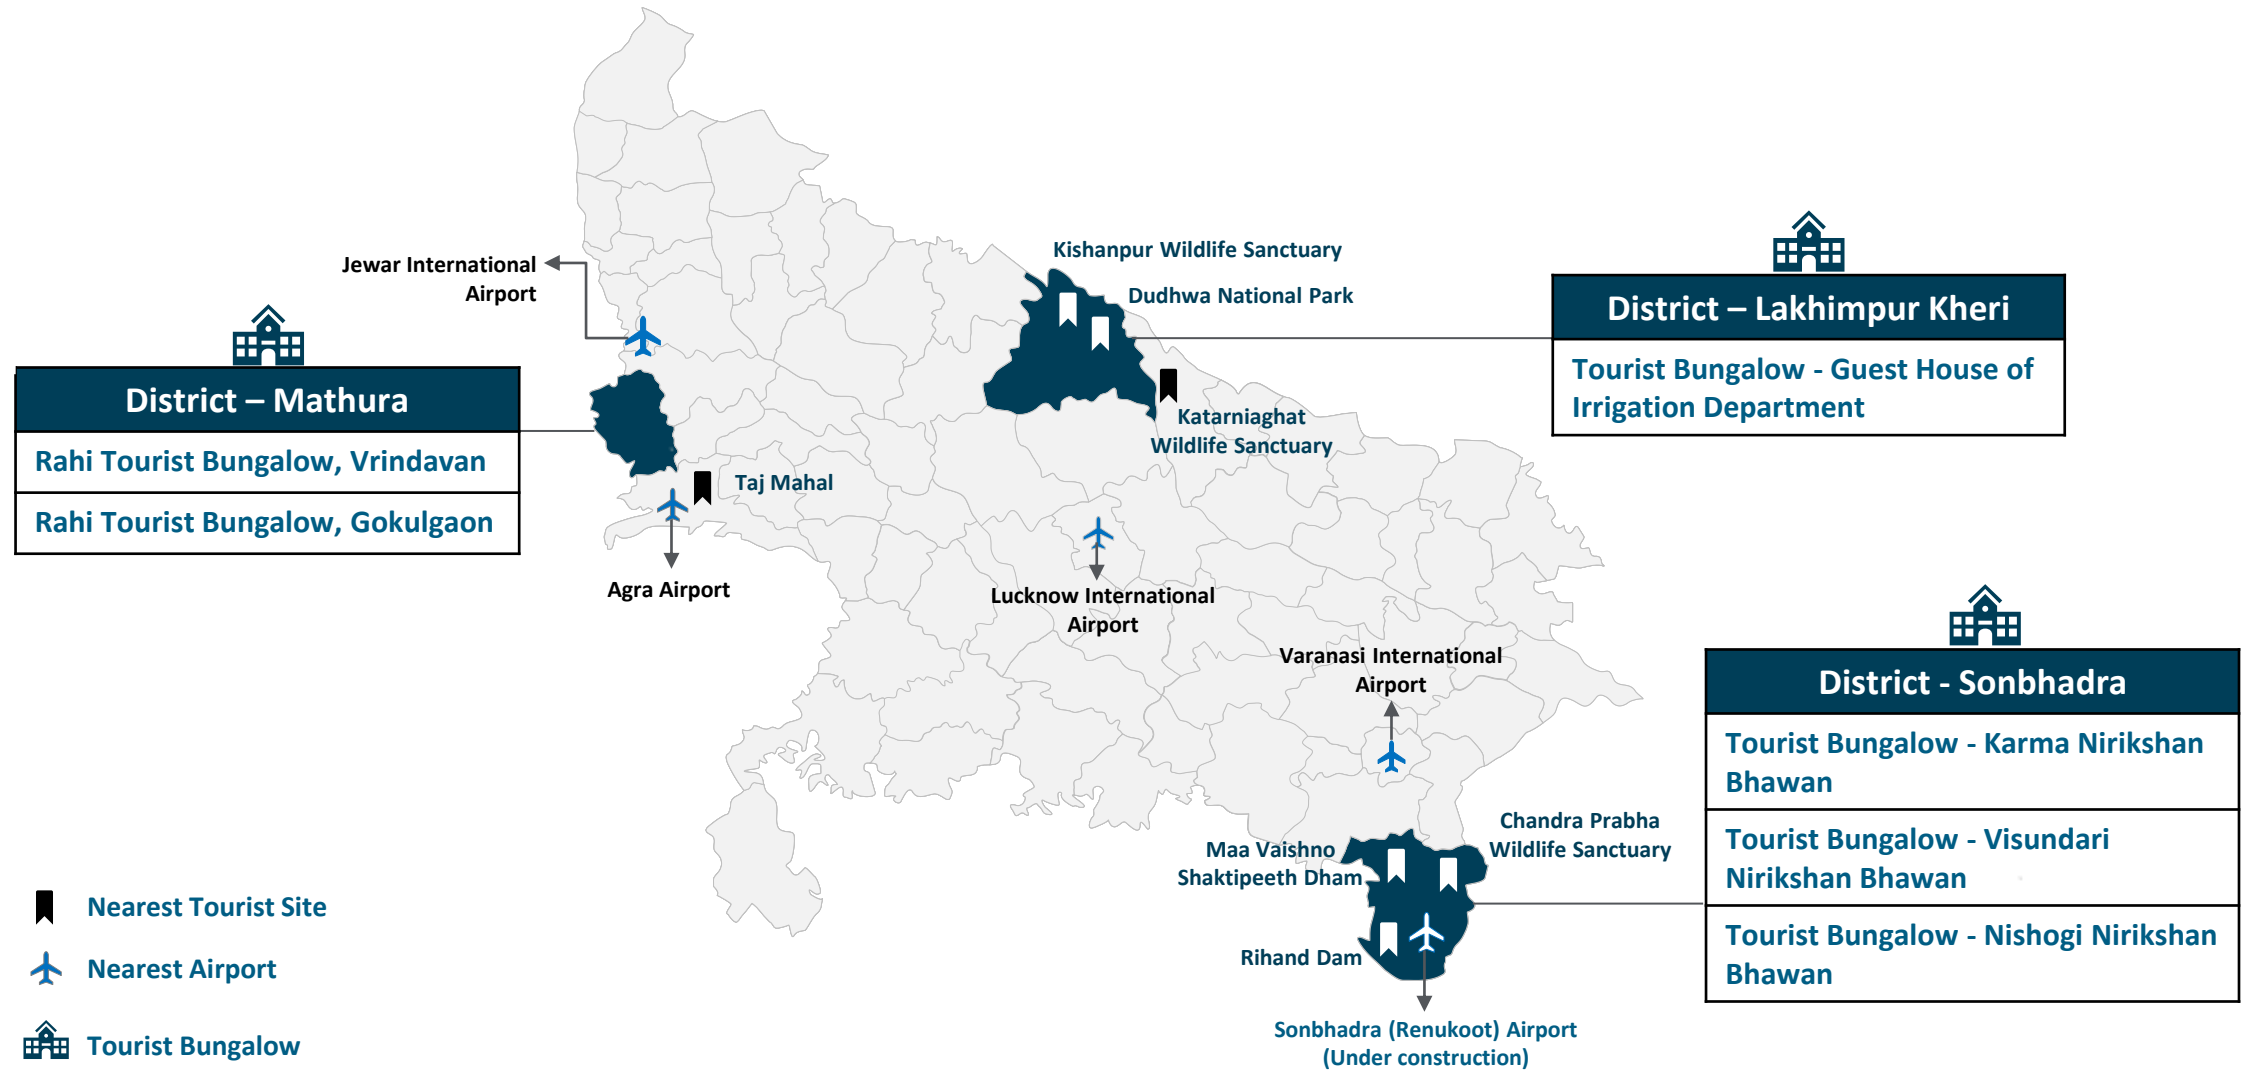 Kishanpur Wildlife Sanctuary
Dudhwa National Park
Jewar International
Airport
District – Lakhimpur Kheri
Tourist Bungalow - Guest House of
Irrigation Department
District – Mathura
Rahi Tourist Bungalow, Vrindavan
Rahi Tourist Bungalow, Gokulgaon
Katarniaghat
Wildlife Sanctuary
Taj Mahal
Agra Airport
Lucknow International
Airport
Varanasi International
Airport
District - Sonbhadra
Tourist Bungalow - Karma Nirikshan
Bhawan
Tourist Bungalow - Visundari
Nirikshan Bhawan
Tourist Bungalow - Nishogi Nirikshan
Bhawan
Chandra Prabha
Wildlife Sanctuary
Maa Vaishno
Shaktipeeth Dham
Rihand Dam
Sonbhadra (Renukoot) Airport
(Under construction)
Nearest Tourist Site
Nearest Airport
Tourist Bungalow